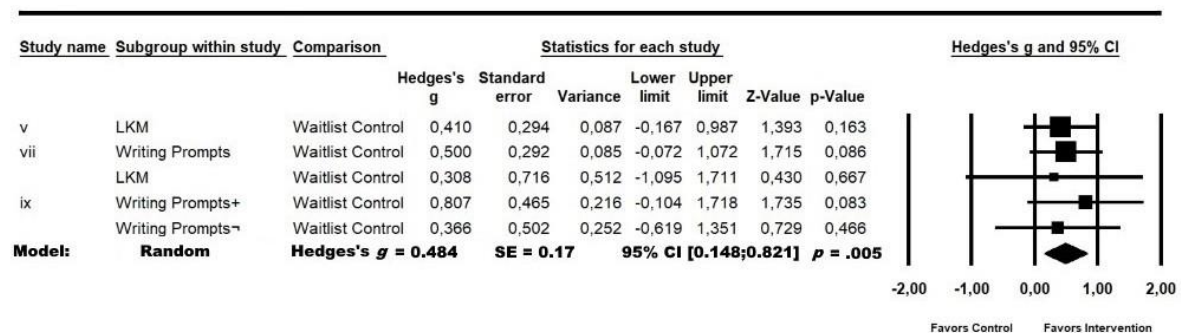 Study name Subgroup within study Comparison Statistics for each study Hedges's g and 95% CI
Hedges's g Standard error Variance Lower limit Upper limit Z-Value p-Value
v LKM Waitlist Control 0,410 0,294 0,087 -0,167 0,987 1,393 0,163
vii Writing Prompts Waitlist Control 0,500 0,292 0,085 -0,072 1,072 1,715 0,086
LKM Waitlist Control 0,308 0,716 0,512 -1,095 1,711 0,430 0,667
ix Writing Prompts+ Waitlist Control 0,807 0,465 0,216 -0,104 1,718 1,735 0,083
Writing Prompts¬ Waitlist Control 0,366 0,502 0,252 -0,619 1,351 0,729 0,466
Model: Random Hedges's g = 0.484 SE = 0.17 95% CI [0.148;0.821] p = .005
-2,00 -1,00 0,00 1,00 2,00
Favors Control Favors Intervention